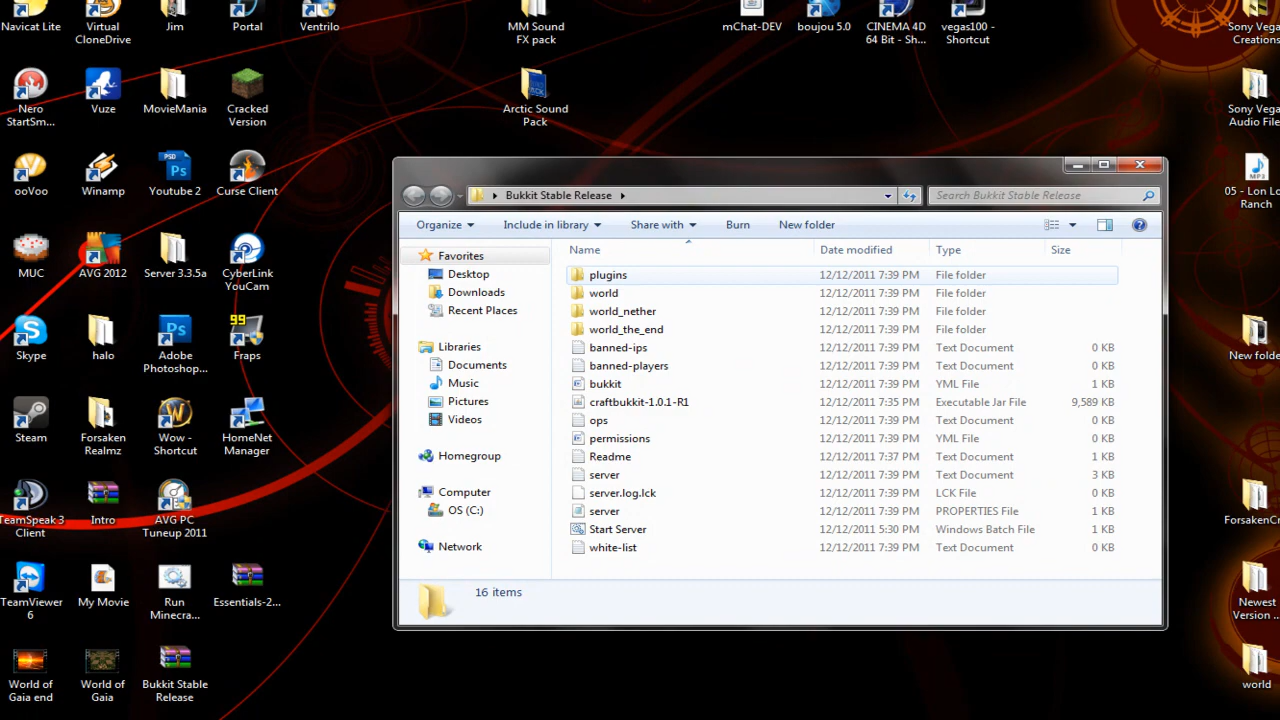 Navicat Lite
Virtual
CloneDrive
Jim
Portal
Ventrilo
MM Sound
FX pack
mChat-DEV
boujou 5.0
CINEMA 4D
64 Bit - Sh...
vegas100 -
Shortcut
Sony Vega
Creations
Nero
StartSm...
Vuze
MovieMania
Cracked
Version
Arctic Sound
Pack
Sony Vega
Audio File
ooVoo
Winamp
PSD
Ps
Youtube 2
Curse Client
MP3
05 - Lon Lo
Ranch
MUC
AVG 2012
Server 3.3.5a
CyberLink
YouCam
Skype
halo
Ps
Adobe
Photoshop...
99
Fraps
New folde
Steam
Forsaken
Realmz
Wow -
Shortcut
HomeNet
Manager
TeamSpeak 3
Client
Intro
AVG PC
Tuneup 2011
ForsakenCr
TeamViewer
6
My Movie
Run
Minecra...
Essentials-2...
Newest
Version ...
World of
Gaia end
World of
Gaia
Bukkit Stable
Release
world
Bukkit Stable Release
Search Bukkit Stable Release
Organize
Include in library
Share with
Burn
New folder
Favorites
Desktop
Downloads
Recent Places
Libraries
Documents
Music
Pictures
Videos
Homegroup
Computer
OS (C:)
Network
Name Date modified Type Size
plugins 12/12/2011 7:39 PM File folder
world 12/12/2011 7:39 PM File folder
world_nether 12/12/2011 7:39 PM File folder
world_the_end 12/12/2011 7:39 PM File folder
banned-ips 12/12/2011 7:39 PM Text Document 0 KB
banned-players 12/12/2011 7:39 PM Text Document 0 KB
bukkit 12/12/2011 7:39 PM YML File 1 KB
craftbukkit-1.0.1-R1 12/12/2011 7:35 PM Executable Jar File 9,589 KB
ops 12/12/2011 7:39 PM Text Document 0 KB
permissions 12/12/2011 7:39 PM YML File 0 KB
Readme 12/12/2011 7:37 PM Text Document 1 KB
server 12/12/2011 7:39 PM Text Document 3 KB
server.log.lck 12/12/2011 7:39 PM LCK File 0 KB
server 12/12/2011 7:39 PM PROPERTIES File 1 KB
Start Server 12/12/2011 5:30 PM Windows Batch File 1 KB
white-list 12/12/2011 7:39 PM Text Document 0 KB
16 items